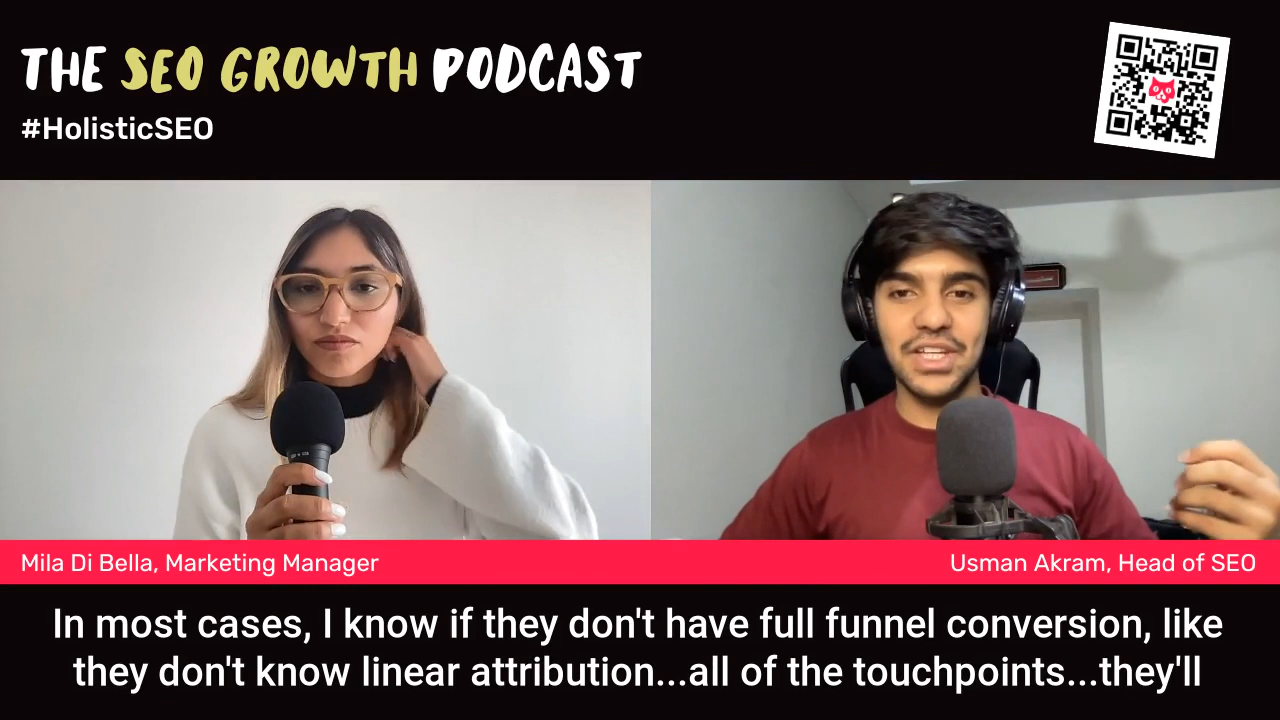 THE SEO GROWTH PODCAST
#HolisticSEO
Mila Di Bella, Marketing Manager
Usman Akram, Head of SEO
In most cases, I know if they don't have full funnel conversion, like
they don't know linear attribution...all of the touchpoints...they'll